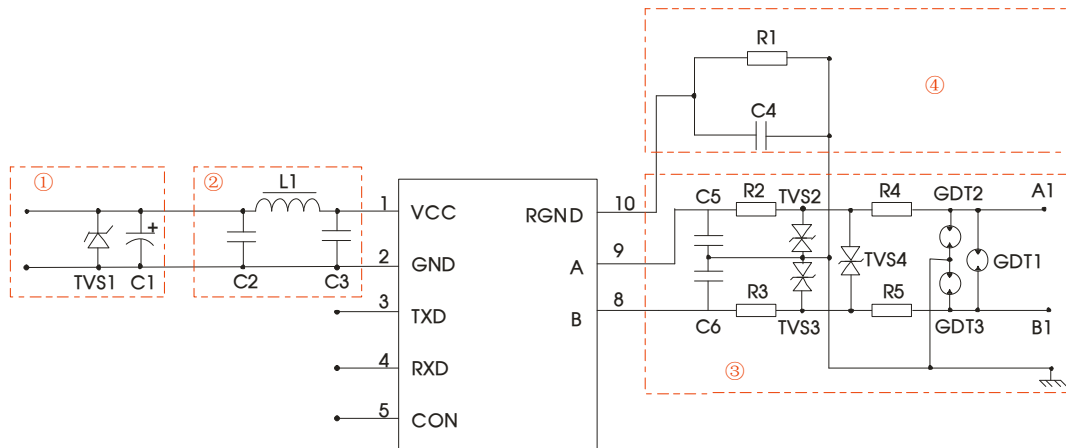 R1
④
C4
①
②
L1
1
VCC
RGND
10
C5
R2
TVS2
R4
GDT2
A1
+
TVS1
C1
C2
C3
2
GND
A
9
TVS4
GDT1
3
TXD
B
8
C6
R3
TVS3
R5
GDT3
B1
4
RXD
③
5
CON